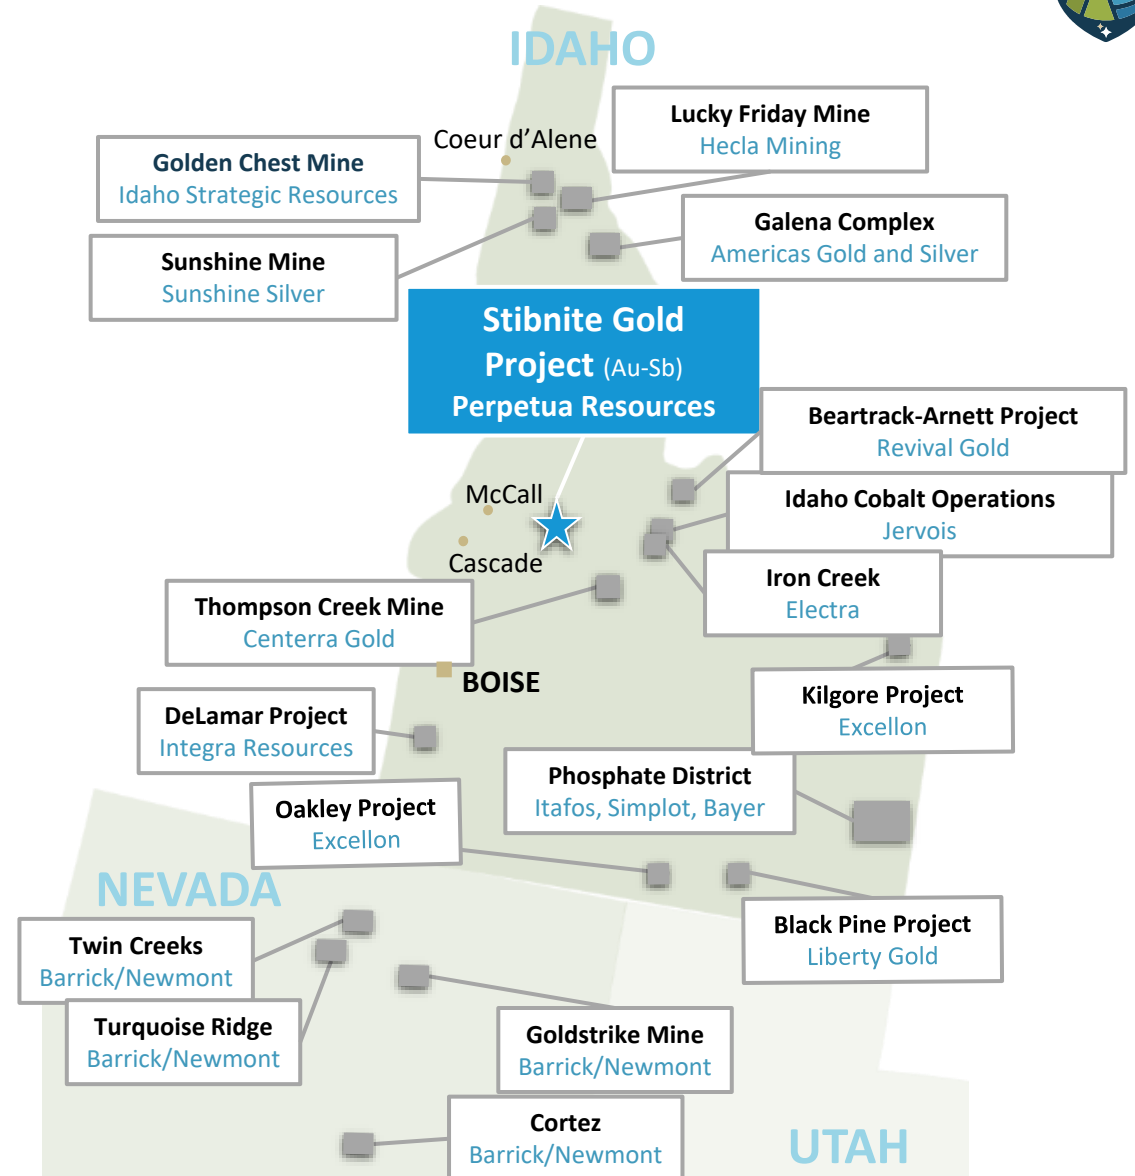 IDAHO
Lucky Friday Mine
Hecla Mining
Coeur d’Alene
Golden Chest Mine
Idaho Strategic Resources
Galena Complex
Americas Gold and Silver
Sunshine Mine
Sunshine Silver
Stibnite Gold
Project (Au-Sb)
Perpetua Resources
Beartrack-Arnett Project
Revival Gold
McCall
Idaho Cobalt Operations
Jervois
Cascade
Iron Creek
Electra
Thompson Creek Mine
Centerra Gold
BOISE
Kilgore Project
Excellon
DeLamar Project
Integra Resources
Phosphate District
Itafos, Simplot, Bayer
Oakley Project
Excellon
NEVADA
Black Pine Project
Liberty Gold
Twin Creeks
Barrick/Newmont
Turquoise Ridge
Barrick/Newmont
Goldstrike Mine
Barrick/Newmont
Cortez
Barrick/Newmont
UTAH